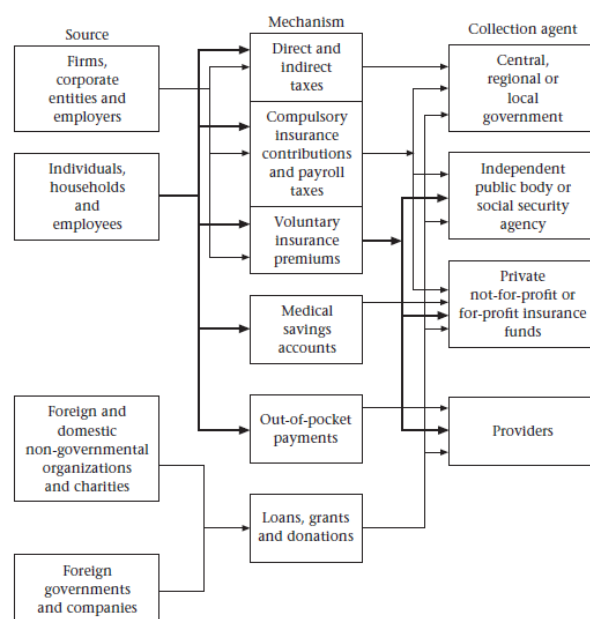 Source
Firms,
corporate
entities and
employers
Individuals,
households
and
employees
Foreign and
domestic
non-governmental
organizations
and charities
Foreign
governments
and companies
Mechanism
Direct and
indirect
taxes
Compulsory
insurance
contributions
and payroll
taxes
Voluntary
insurance
premiums
Medical
savings
accounts
Out-of-pocket
payments
Loans, grants
and donations
Collection agent
Central,
regional or
local
government
Independent
public body or
social security
agency
Private
not-for-profit or
for-profit insurance
funds
Providers